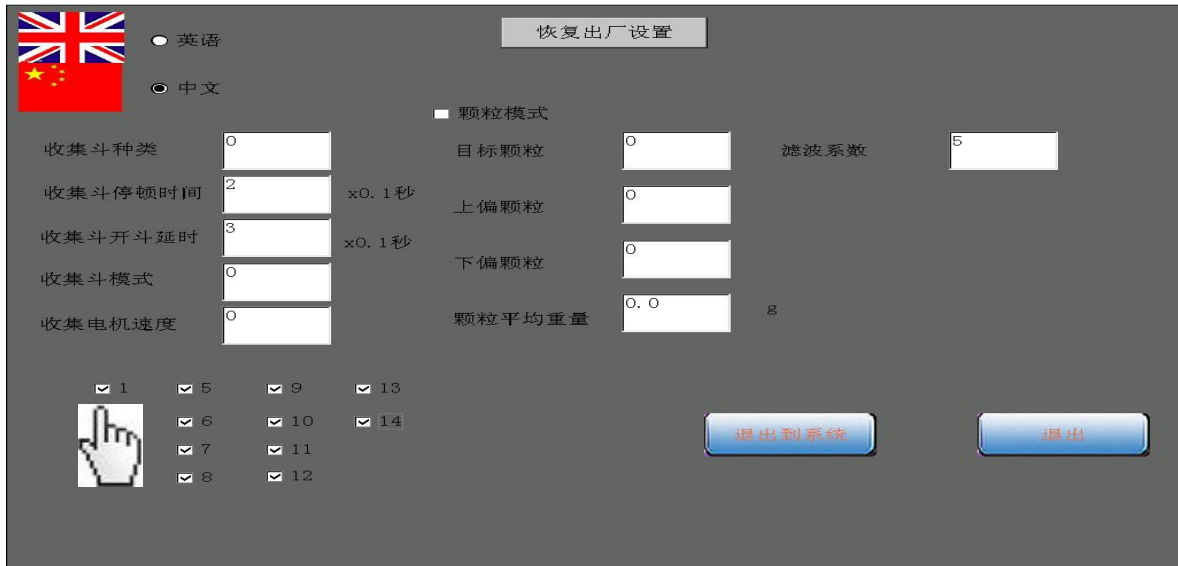 恢复出厂设置
英语
中文
颗粒模式
收集斗种类 0 目标颗粒 0 滤波系数 5
收集斗停顿时间 2 x0.1秒 上偏颗粒 0
收集斗开斗延时 3 x0.1秒 下偏颗粒 0
收集斗模式 0
收集电机速度 0 颗粒平均重量 0.0 g
1 5 9 13
6 10 14
7 11
8 12
退出到系统 退出